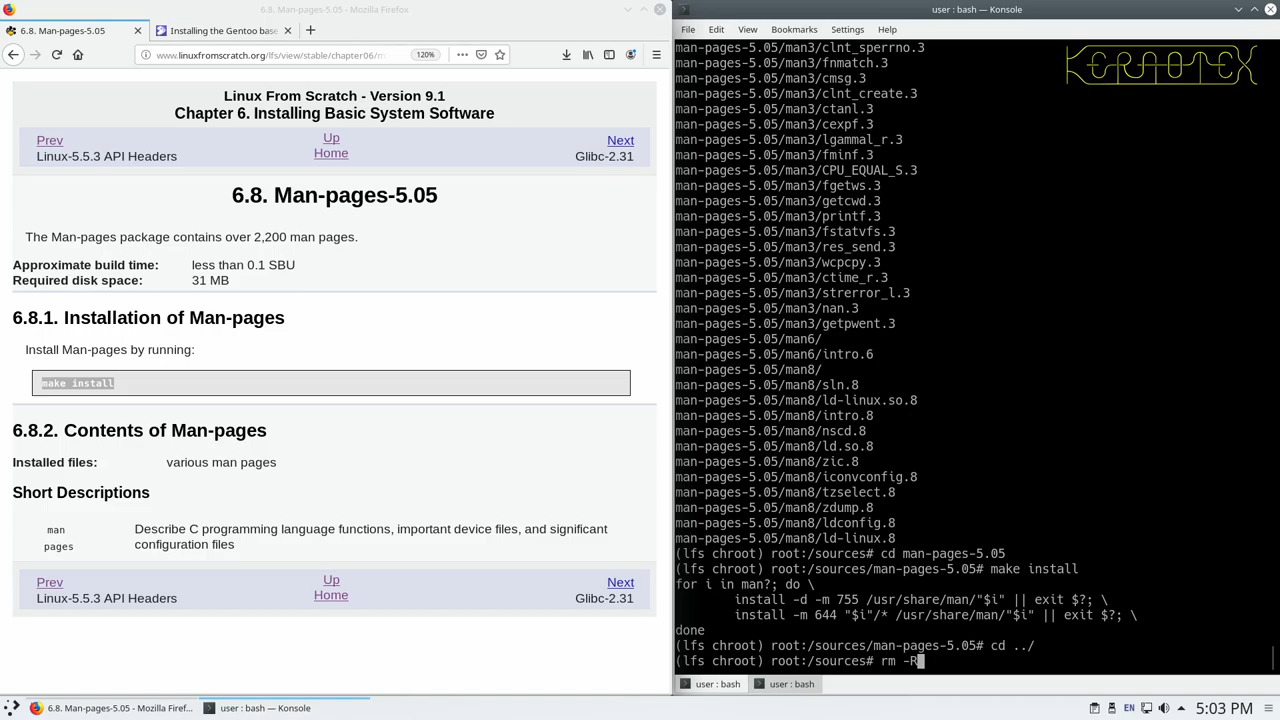 6.8. Man-pages-5.05 - Mozilla Firefox
6.8. Man-pages-5.05
Installing the Gentoo base
www.linuxfromscratch.org/lfs/view/stable/chapter06/m
120%
Linux From Scratch - Version 9.1
Chapter 6. Installing Basic System Software
Prev
Up
Next
Linux-5.5.3 API Headers
Home
Glibc-2.31
6.8. Man-pages-5.05
The Man-pages package contains over 2,200 man pages.
Approximate build time: less than 0.1 SBU
Required disk space: 31 MB
6.8.1. Installation of Man-pages
Install Man-pages by running:
make install
6.8.2. Contents of Man-pages
Installed files: various man pages
Short Descriptions
man pages
Describe C programming language functions, important device files, and significant
configuration files
Prev
Up
Next
Linux-5.5.3 API Headers
Home
Glibc-2.31
user : bash — Konsole
File Edit View Bookmarks Settings Help
KERNOTEX
man-pages-5.05/man3/clnt_sperrno.3
man-pages-5.05/man3/fnmatch.3
man-pages-5.05/man3/cmsg.3
man-pages-5.05/man3/clnt_create.3
man-pages-5.05/man3/ctanl.3
man-pages-5.05/man3/cexpf.3
man-pages-5.05/man3/lgammal_r.3
man-pages-5.05/man3/fminf.3
man-pages-5.05/man3/CPU_EQUAL_S.3
man-pages-5.05/man3/fgetws.3
man-pages-5.05/man3/getcwd.3
man-pages-5.05/man3/printf.3
man-pages-5.05/man3/fstatvfs.3
man-pages-5.05/man3/res_send.3
man-pages-5.05/man3/wcpcpy.3
man-pages-5.05/man3/ctime_r.3
man-pages-5.05/man3/strerror_l.3
man-pages-5.05/man3/nan.3
man-pages-5.05/man3/getpwent.3
man-pages-5.05/man6/
man-pages-5.05/man6/intro.6
man-pages-5.05/man8/
man-pages-5.05/man8/sln.8
man-pages-5.05/man8/ld-linux.so.8
man-pages-5.05/man8/intro.8
man-pages-5.05/man8/nscd.8
man-pages-5.05/man8/ld.so.8
man-pages-5.05/man8/zic.8
man-pages-5.05/man8/iconvconfig.8
man-pages-5.05/man8/tzselect.8
man-pages-5.05/man8/zdump.8
man-pages-5.05/man8/ldconfig.8
man-pages-5.05/man8/ld-linux.8
(lfs chroot) root:/sources# cd man-pages-5.05
(lfs chroot) root:/sources/man-pages-5.05# make install
for i in man?; do \
        install -d -m 755 /usr/share/man/"$i" || exit $?; \
        install -m 644 "$i"/* /usr/share/man/"$i" || exit $?; \
done
(lfs chroot) root:/sources/man-pages-5.05# cd ../
(lfs chroot) root:/sources# rm -R
user : bash
user : bash
6.8. Man-pages-5.05 - Mozilla Firef...
user : bash — Konsole
EN
5:03 PM